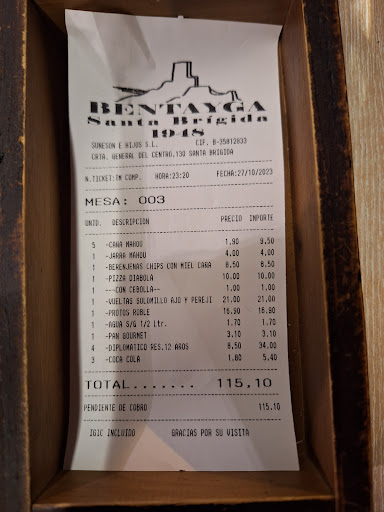 BENTAYGA
Santa Brígida
1948
SUNESON E HIJOS S.L. CIF. B-35012833
CRTA. GENERAL DEL CENTRO,130 SANTA BRIGIDA
N.TICKET:TM COMP. HORA:23:20 FECHA:27/10/2023
MESA: 003
UNID. DESCRIPCION PRECIO IMPORTE
5 -CANA MAHOU 1,90 9,50
1 -JARRA MAHOU 4,00 4,00
1 -BERENJENAS CHIPS CON MIEL CANA 8,50 8,50
1 -PIZZA DIABOLA 10,00 10,00
1 ---CON CEBOLLA-- 1,00 1,00
1 -VUELTAS SOLOMILLO AJO Y PEREJI 21,00 21,00
1 -PROTOS ROBLE 16,90 16,90
1 -AGUA S/G 1/2 Ltr. 1,70 1,70
1 -PAN GOURMET 3,10 3,10
4 -DIPLOMATICO RES.12 AÑOS 8,50 34,00
3 -COCA COLA 1,80 5,40
TOTAL....... 115,10
PENDIENTE DE COBRO 115,10
IGIC INCLUIDO GRACIAS POR SU VISITA